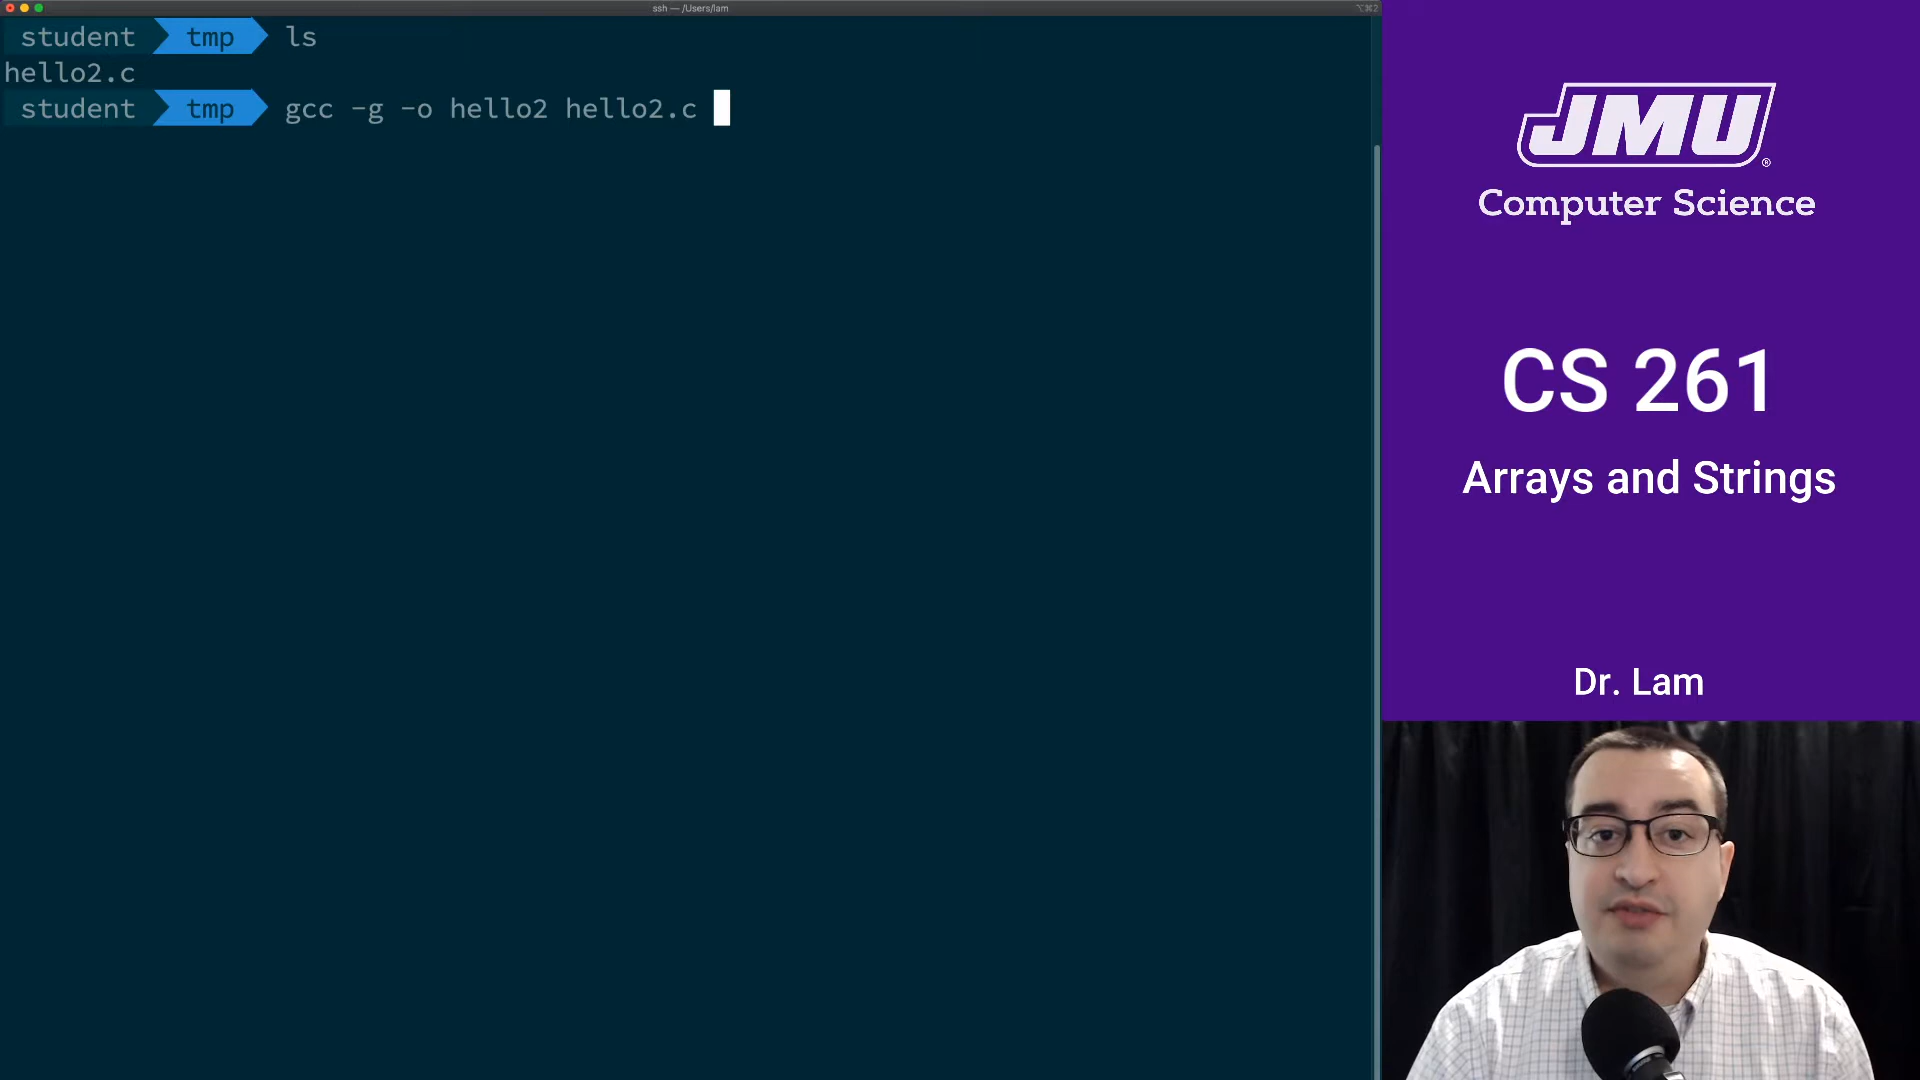 ssh — /Users/lam
⌥⌘2
student tmp ls
hello2.c
student tmp gcc -g -o hello2 hello2.c
JMU®
Computer Science
CS 261
Arrays and Strings
Dr. Lam